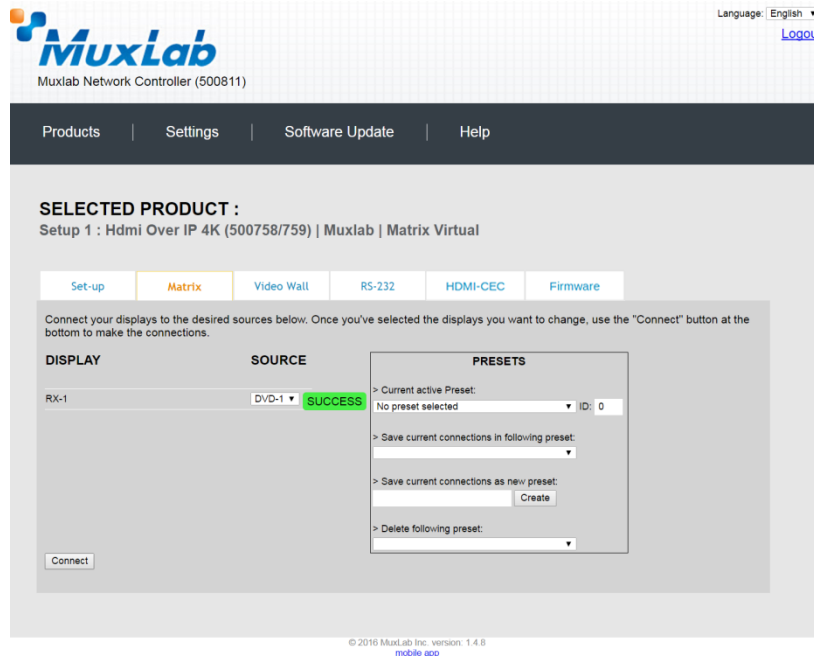 Language: English
MuxLab
Logou
Muxlab Network Controller (500811)
Products | Settings | Software Update | Help
SELECTED PRODUCT :
Setup 1 : Hdmi Over IP 4K (500758/759) | Muxlab | Matrix Virtual
Set-up Matrix Video Wall RS-232 HDMI-CEC Firmware
Connect your displays to the desired sources below. Once you've selected the displays you want to change, use the "Connect" button at the
bottom to make the connections.
DISPLAY SOURCE PRESETS
> Current active Preset:
RX-1 DVD-1 SUCCESS No preset selected ID: 0
> Save current connections in following preset:
> Save current connections as new preset:
Create
> Delete following preset:
Connect
© 2016 MuxLab Inc. version: 1.4.8
mobile app